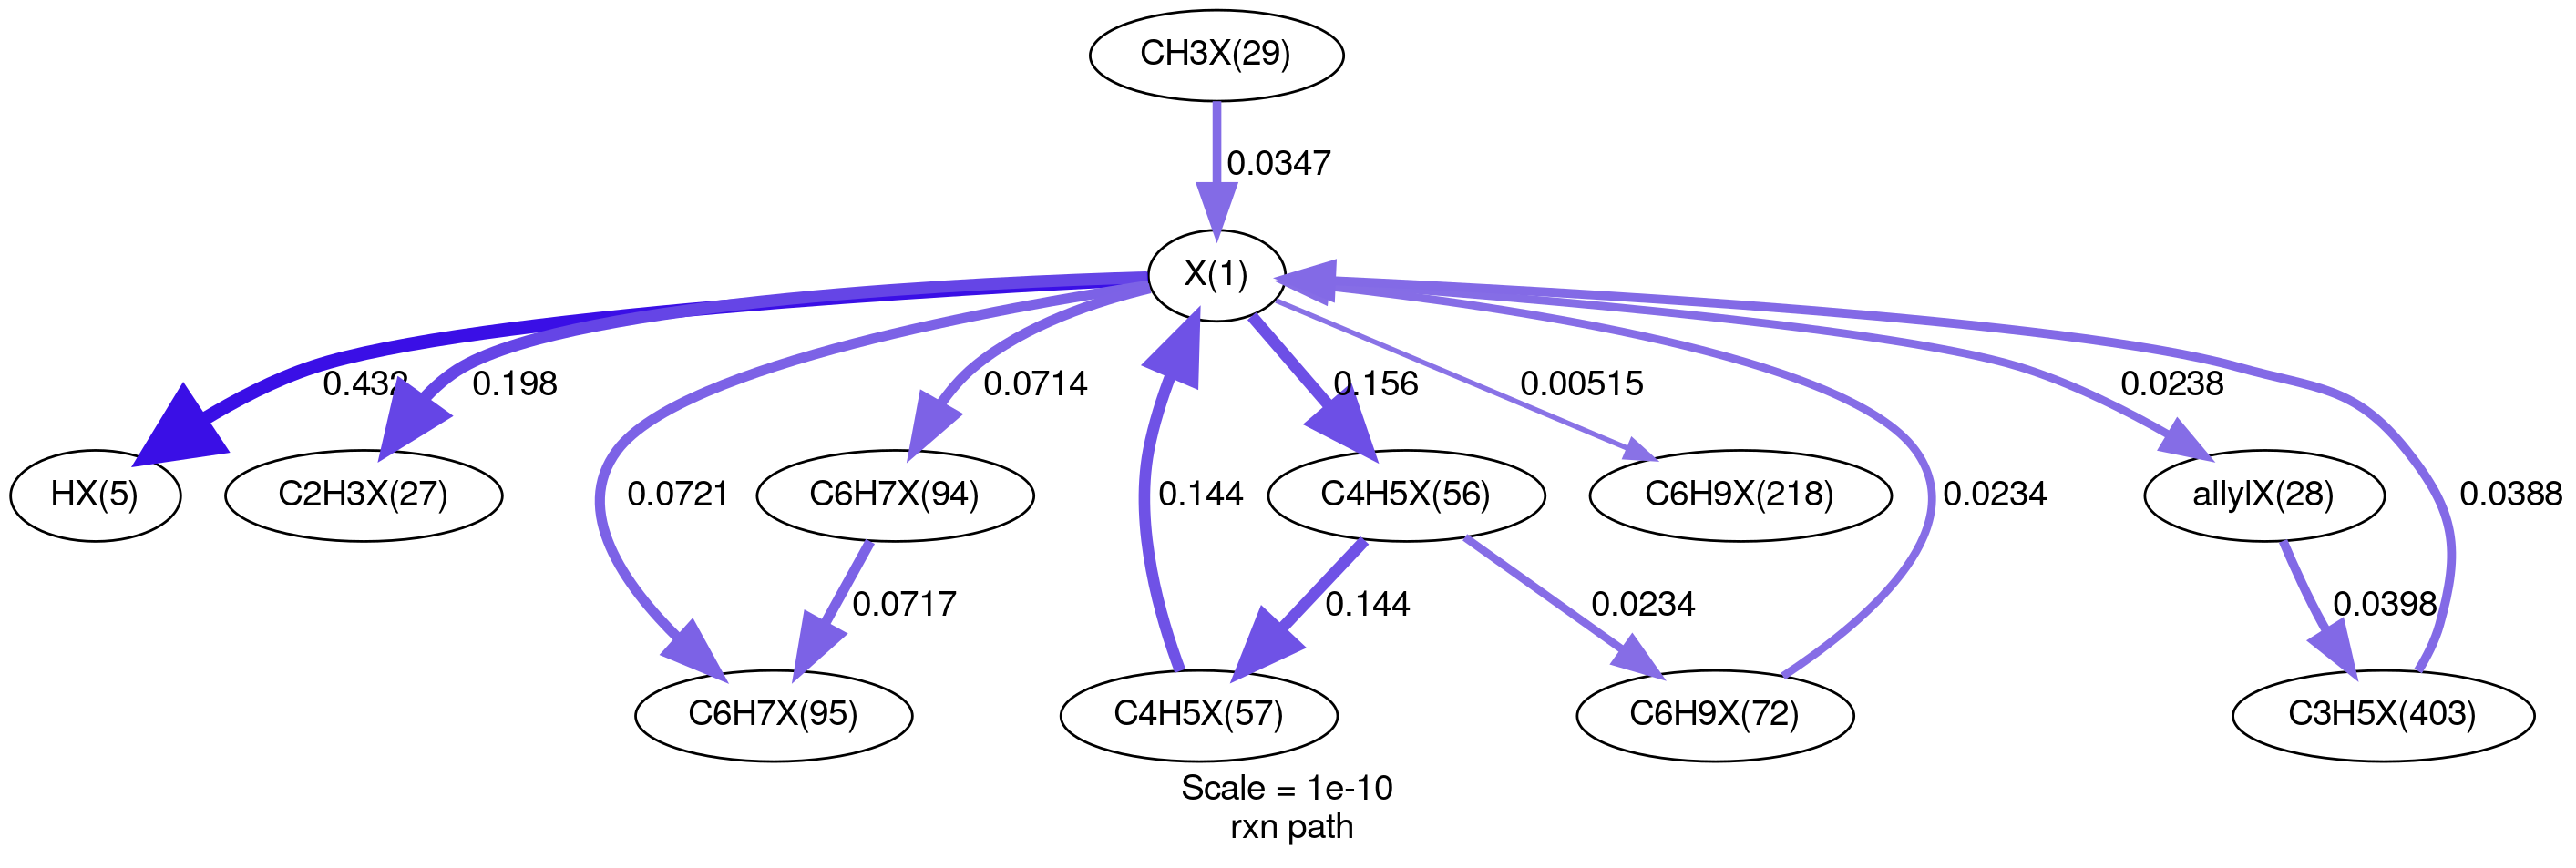 CH3X(29)
0.0347
X(1)
0.432
0.198
0.0714
0.156
0.00515
0.0238
HX(5)
C2H3X(27)
0.0721
C6H7X(94)
0.144
C4H5X(56)
C6H9X(218)
0.0234
allylX(28)
0.0388
0.0717
0.144
0.0234
0.0398
C6H7X(95)
C4H5X(57)
C6H9X(72)
C3H5X(403)
Scale = 1e-10
rxn path